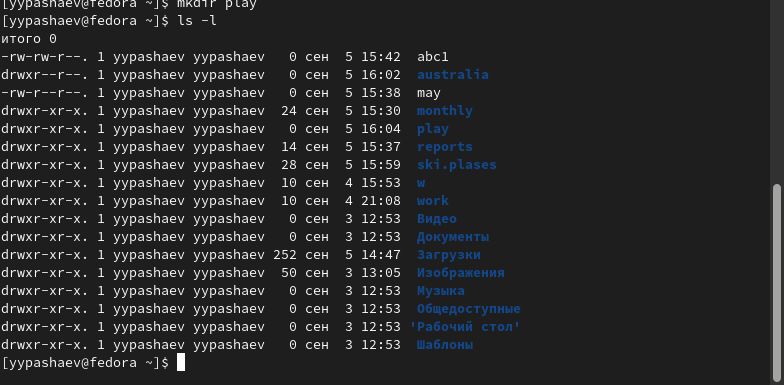 [yypashaev@fedora ~]$ mkdir play
[yypashaev@fedora ~]$ ls -l
итого 0
-rw-rw-r--. 1 yypashaev yypashaev   0 сен  5 15:42  abc1
drwxr--r--. 1 yypashaev yypashaev   0 сен  5 16:02  australia
-rw-r--r--. 1 yypashaev yypashaev   0 сен  5 15:38  may
drwxr-xr-x. 1 yypashaev yypashaev  24 сен  5 15:30  monthly
drwxr-xr-x. 1 yypashaev yypashaev   0 сен  5 16:04  play
drwxr-xr-x. 1 yypashaev yypashaev  14 сен  5 15:37  reports
drwxr-xr-x. 1 yypashaev yypashaev  28 сен  5 15:59  ski.plases
drwxr-xr-x. 1 yypashaev yypashaev  10 сен  4 15:53  w
drwxr-xr-x. 1 yypashaev yypashaev  10 сен  4 21:08  work
drwxr-xr-x. 1 yypashaev yypashaev   0 сен  3 12:53  Видео
drwxr-xr-x. 1 yypashaev yypashaev   0 сен  3 12:53  Документы
drwxr-xr-x. 1 yypashaev yypashaev 252 сен  5 14:47  Загрузки
drwxr-xr-x. 1 yypashaev yypashaev  50 сен  3 13:05  Изображения
drwxr-xr-x. 1 yypashaev yypashaev   0 сен  3 12:53  Музыка
drwxr-xr-x. 1 yypashaev yypashaev   0 сен  3 12:53  Общедоступные
drwxr-xr-x. 1 yypashaev yypashaev   0 сен  3 12:53 'Рабочий стол'
drwxr-xr-x. 1 yypashaev yypashaev   0 сен  3 12:53  Шаблоны
[yypashaev@fedora ~]$